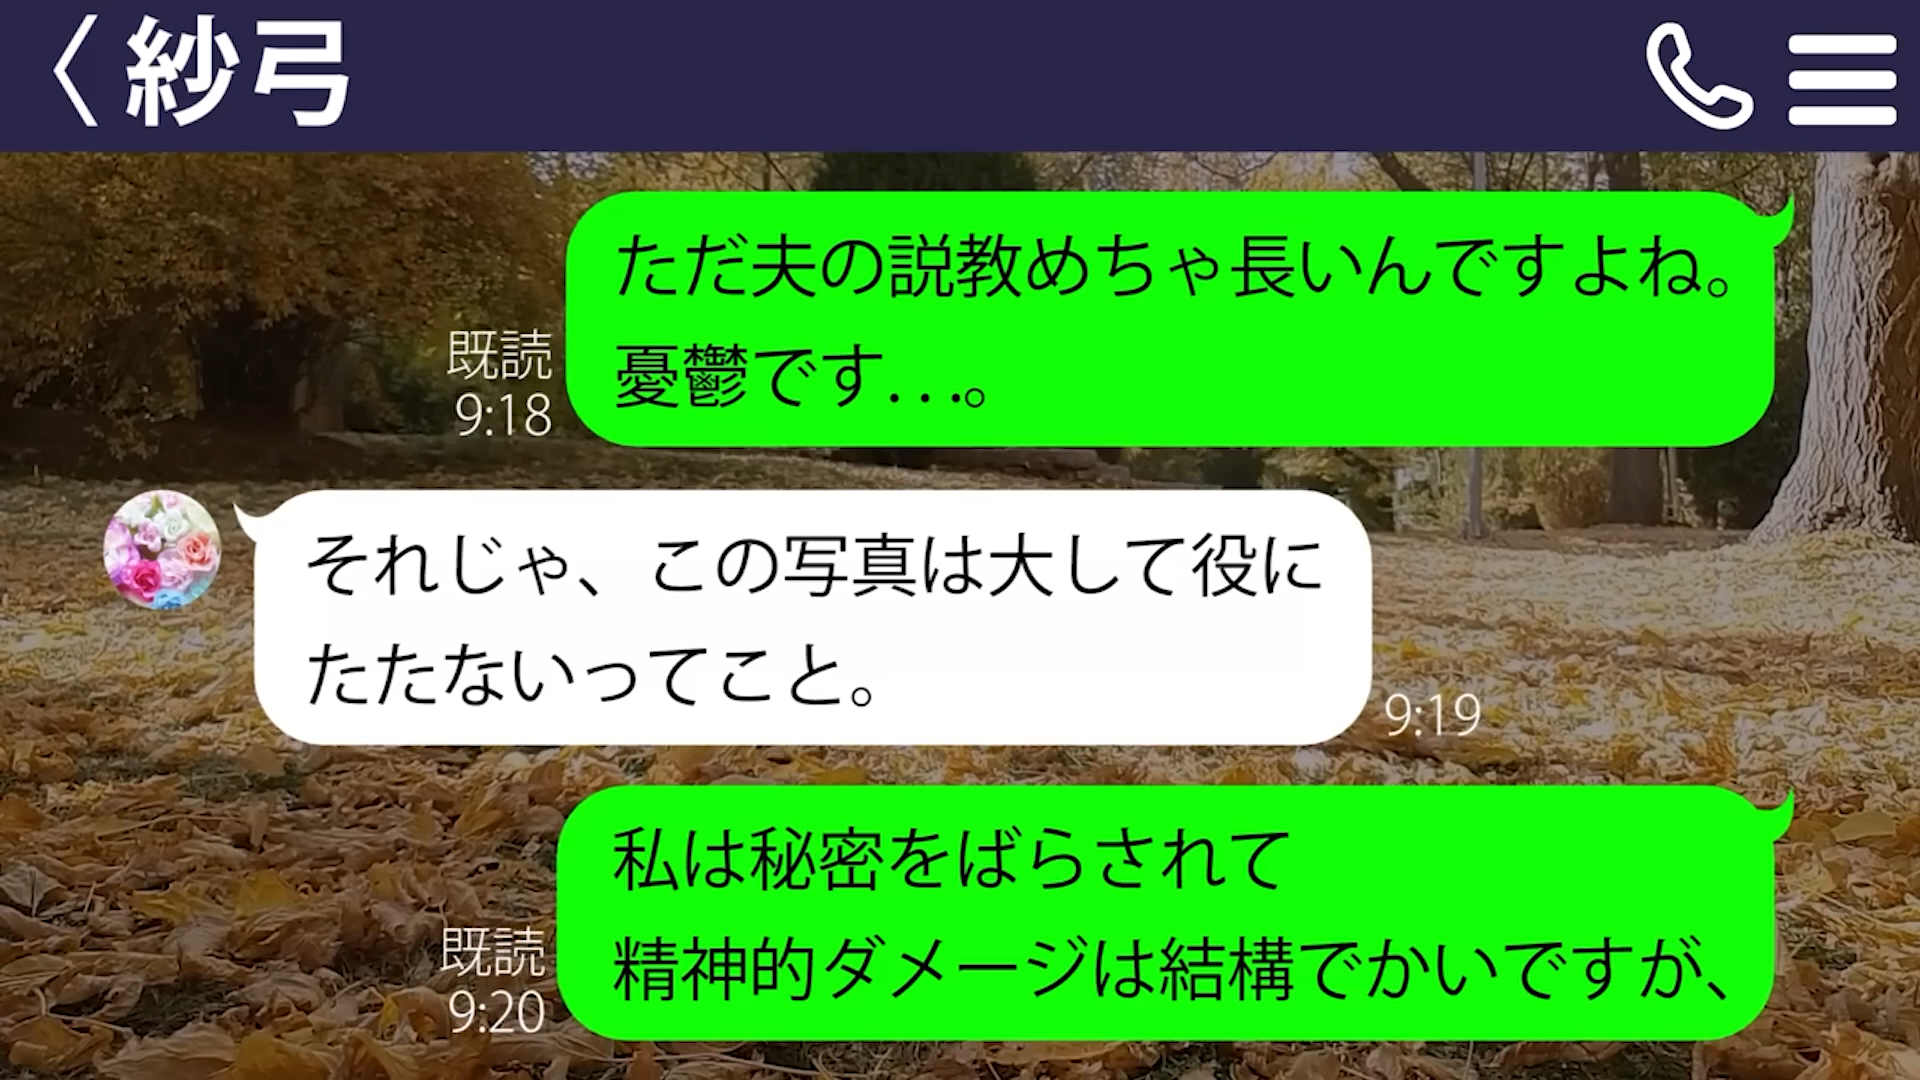 紗弓
ただ夫の説教めちゃ長いんですよね。
憂鬱です...。
既読
9:18
それじゃ、この写真は大して役に
たたないってこと。
9:19
私は秘密をばらされて
精神的ダメージは結構でかいですが、
既読
9:20